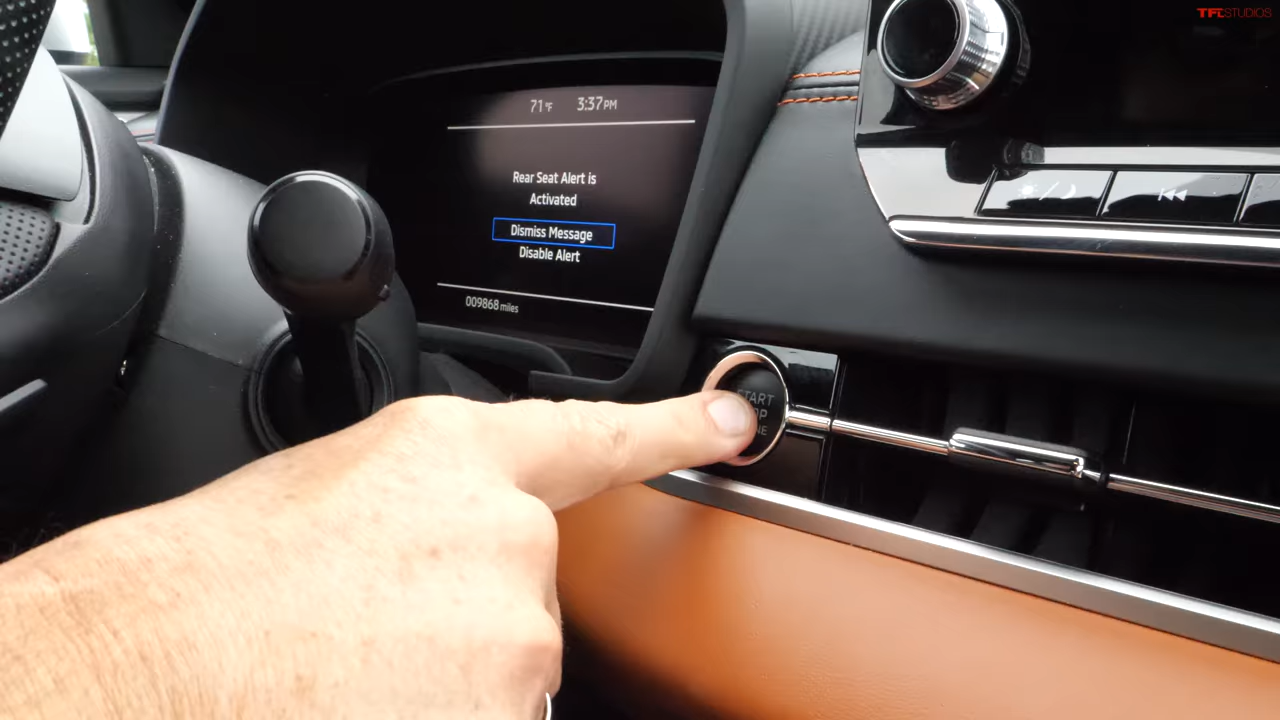 TFLSTUDIOS
71°F 3:37PM
Rear Seat Alert is
Activated
Dismiss Message
Disable Alert
009868 miles
START